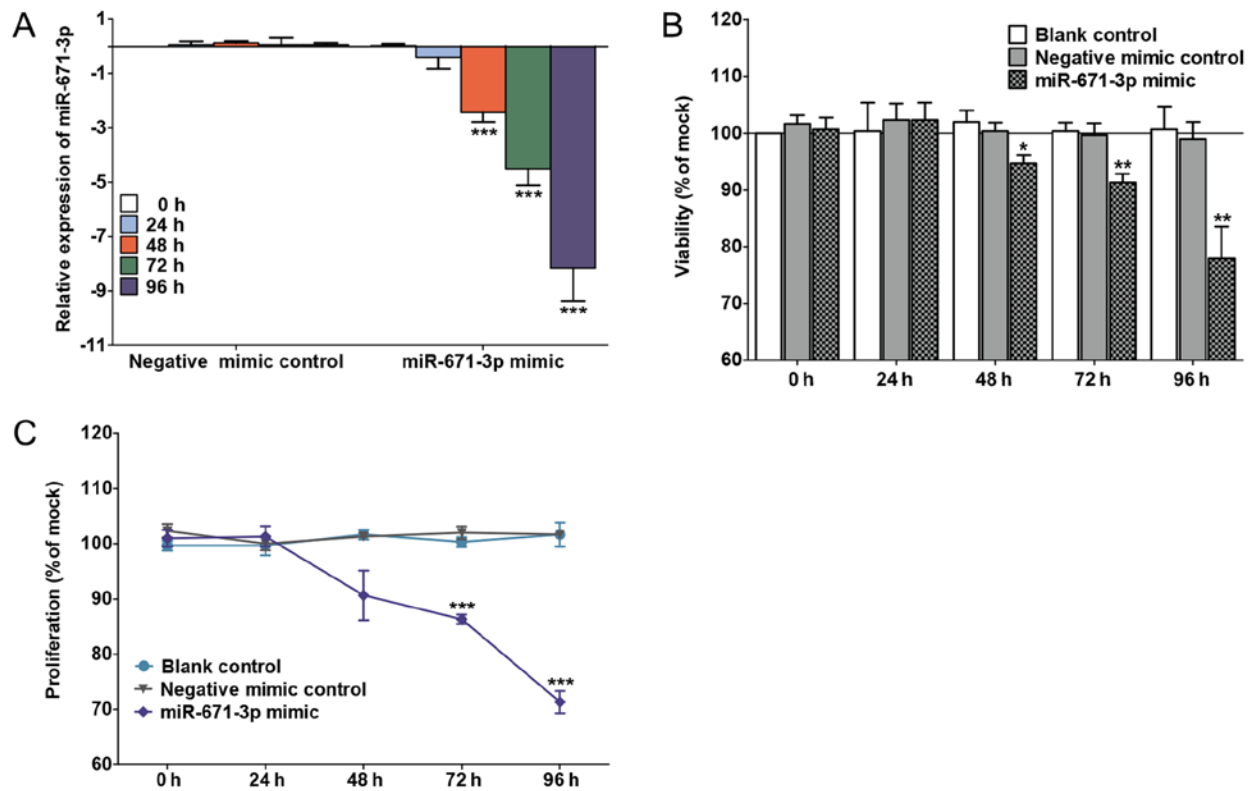 A
Relative expression of miR-671-3p
1
-1
-3
-5
-7
-9
-11
0 h
24 h
48 h
72 h
96 h
***
***
***
Negative mimic control
miR-671-3p mimic
B
Viability (% of mock)
120
110
100
90
80
70
60
Blank control
Negative mimic control
miR-671-3p mimic
*
**
**
0 h
24 h
48 h
72 h
96 h
C
Proliferation (% of mock)
120
110
100
90
80
70
60
***
***
Blank control
Negative mimic control
miR-671-3p mimic
0 h
24 h
48 h
72 h
96 h